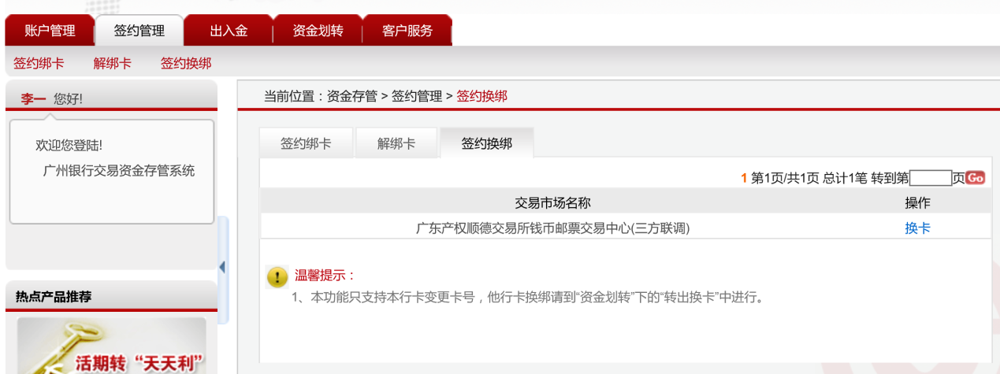 账户管理 签约管理 出入金 资金划转 客户服务
签约绑卡 解绑卡 签约换绑
李一 您好!
欢迎您登陆!
广州银行交易资金存管系统
热点产品推荐
活期转“天天利”
当前位置：资金存管 > 签约管理 > 签约换绑
签约绑卡 解绑卡 签约换绑
1 第1页/共1页 总计1笔 转到第 页 Go
交易市场名称 操作
广东产权顺德交易所钱币邮票交易中心(三方联调) 换卡
温馨提示：
1、本功能只支持本行卡变更卡号，他行卡换绑请到“资金划转”下的“转出换卡”中进行。